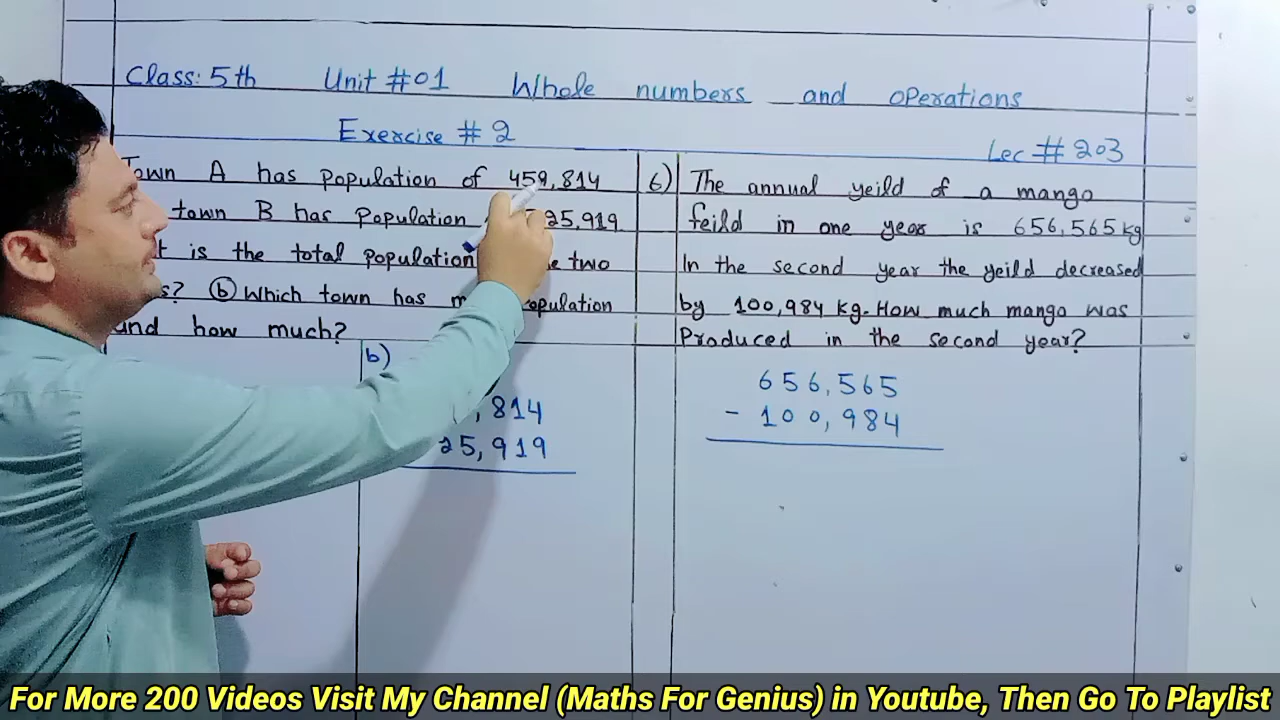 Class: 5th Unit #01 Whole numbers and operations
Exercise # 2
Lec # 203
Town A has population of 459,814
town B has Population 25,919
is the total population two
? (b) Which town has population
and how much?
b)
,814
25,919
6) The annual yeild of a mango
feild in one year is 656,565 kg
In the second year the yeild decreased
by 100,984 kg. How much mango was
Produced in the second year?
656,565
- 100,984
For More 200 Videos Visit My Channel (Maths For Genius) in Youtube, Then Go To Playlist